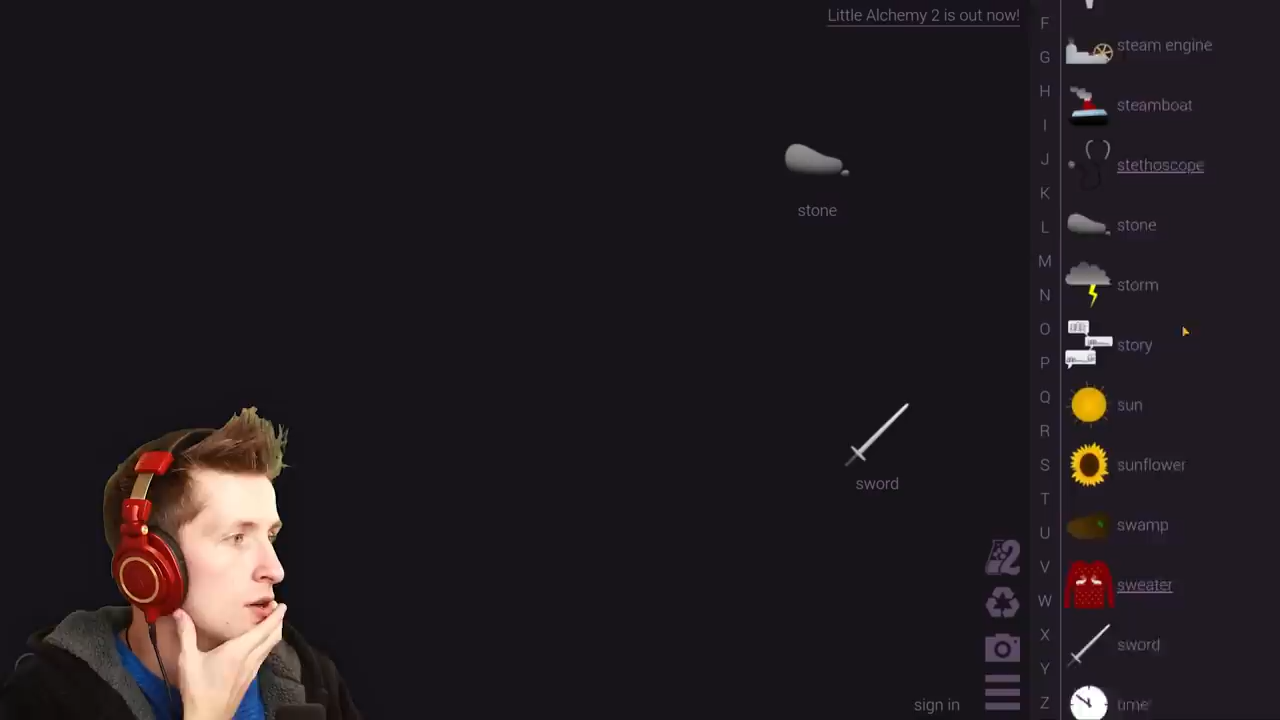 Little Alchemy 2 is out now!
F
G
H
I
J
K
L
M
N
O
P
Q
R
S
T
U
V
W
X
Y
Z
steam engine
steamboat
stethoscope
stone
storm
story
sun
sunflower
swamp
sweater
sword
time
stone
sword
2
sign in